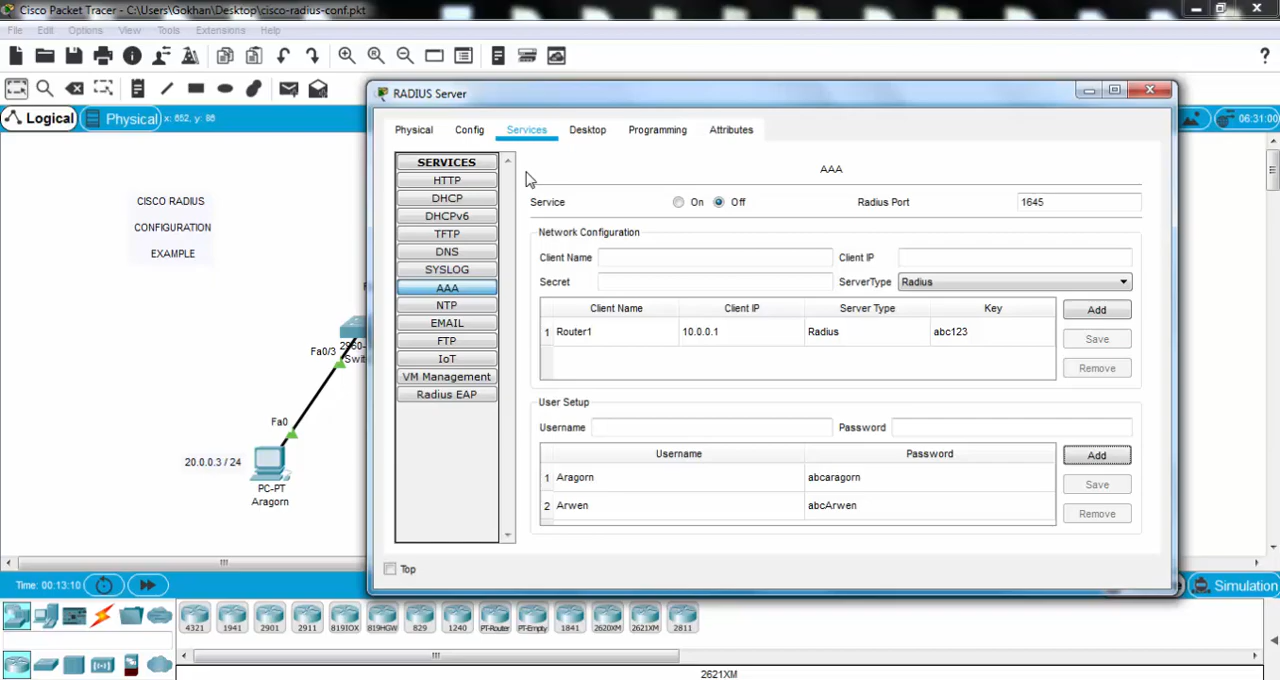 Cisco Packet Tracer - C:\Users\Gokhan\Desktop\cisco-radius-conf.pkt
File Edit Options View Tools Extensions Help
Logical Physical x: 652, y: 86 06:31:00
RADIUS Server
Physical Config Services Desktop Programming Attributes
SERVICES
HTTP
DHCP
DHCPv6
TFTP
DNS
SYSLOG
AAA
NTP
EMAIL
FTP
IoT
VM Management
Radius EAP
AAA
Service On Off Radius Port 1645
Network Configuration
Client Name Client IP
Secret ServerType Radius
Client Name Client IP Server Type Key
1 Router1 10.0.0.1 Radius abc123
Add
Save
Remove
User Setup
Username Password
Username Password
1 Aragorn abcaragorn
2 Arwen abcArwen
Add
Save
Remove
Top
CISCO RADIUS
CONFIGURATION
EXAMPLE
Fa0/3
Fa0
20.0.0.3 / 24
PC-PT
Aragorn
Time: 00:13:10 Simulation
4321 1941 2901 2911 819IOX 819HGW 829 1240 PT-Router PT-Empty 1841 2620XM 2621XM 2811
2621XM